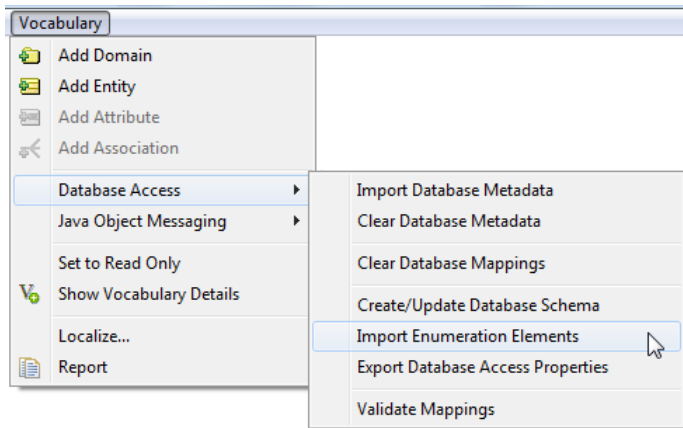 Vocabulary
Add Domain
Add Entity
Add Attribute
Add Association
Database Access
Java Object Messaging
Set to Read Only
Show Vocabulary Details
Localize...
Report
Import Database Metadata
Clear Database Metadata
Clear Database Mappings
Create/Update Database Schema
Import Enumeration Elements
Export Database Access Properties
Validate Mappings